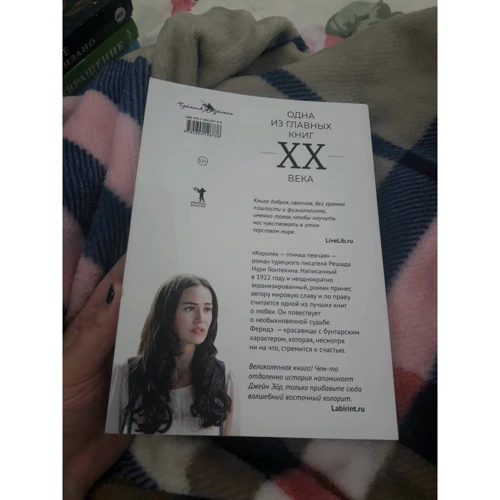 ОДНА
ИЗ ГЛАВНЫХ
КНИГ
XX
ВЕКА
Книга добрая, светлая, без грамма
пошлости и физиологизма,
именно такая, чтобы научить
нас чувствовать в этом
черством мире.
LiveLib.ru
«Королек — птичка певчая» —
роман турецкого писателя Решада
Нури Гюнтекина. Написанный
в 1922 году и неоднократно
экранизированный, роман принес
автору мировую славу и по праву
считается одной из лучших книг
о любви. Он повествует
о необыкновенной судьбе
Феридэ — красавицы с бунтарским
характером, которая, несмотря
ни на что, стремится к счастью.
Великолепная книга! Чем-то
отдаленно история напоминает
Джейн Эйр, только прибавьте сюда
волшебный восточный колорит.
Labirint.ru